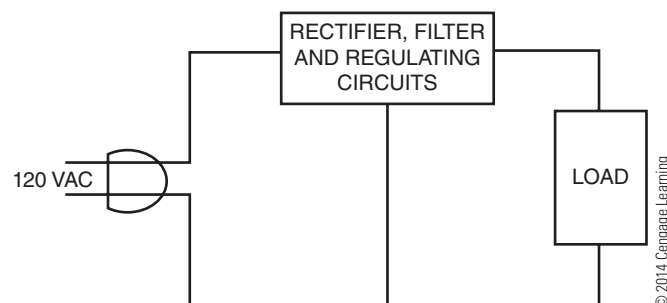 RECTIFIER, FILTER
AND REGULATING
CIRCUITS
120 VAC
LOAD
© 2014 Cengage Learning